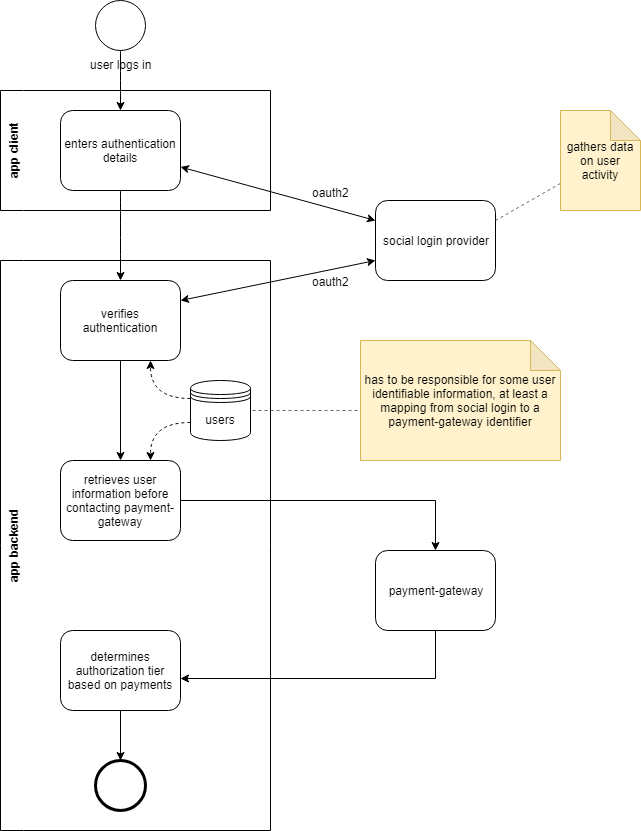 user logs in
app client
enters authentication
details
gathers data
on user
activity
oauth2
social login provider
oauth2
verifies
authentication
has to be responsible for some user
identifiable information, at least a
mapping from social login to a
payment-gateway identifier
users
retrieves user
information before
contacting payment-
gateway
app backend
payment-gateway
determines
authorization tier
based on payments